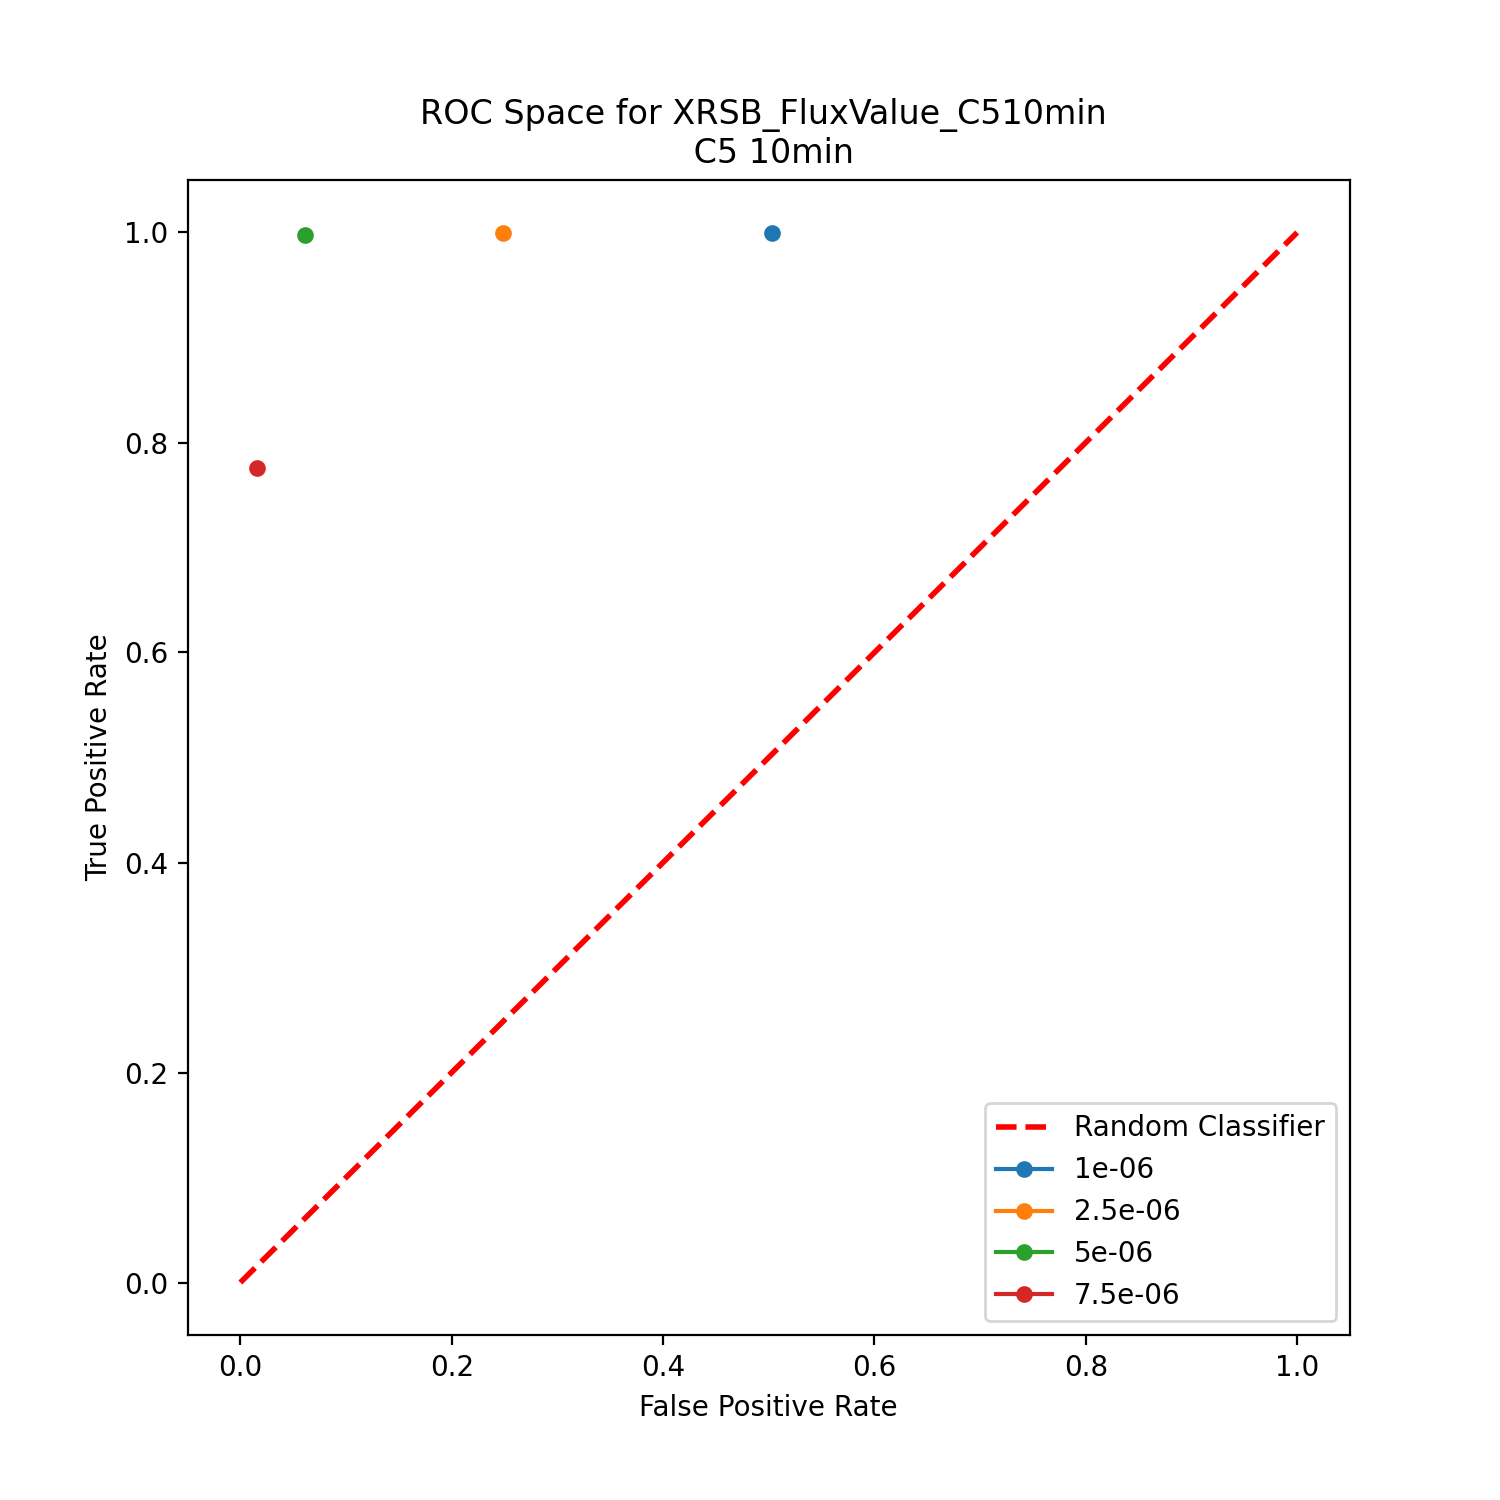 ROC Space for XRSB_FluxValue_C510min
C5 10min
True Positive Rate
1.0
0.8
0.6
0.4
0.2
0.0
Random Classifier
1e-06
2.5e-06
5e-06
7.5e-06
0.0 0.2 0.4 0.6 0.8 1.0
False Positive Rate